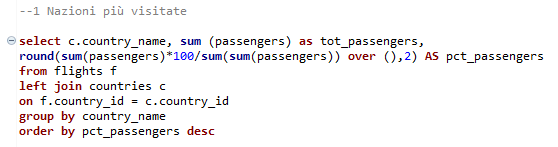 --1 Nazioni più visitate
select c.country_name, sum (passengers) as tot_passengers,
round(sum(passengers)*100/sum(sum(passengers)) over (),2) AS pct_passengers
from flights f
left join countries c
on f.country_id = c.country_id
group by country_name
order by pct_passengers desc